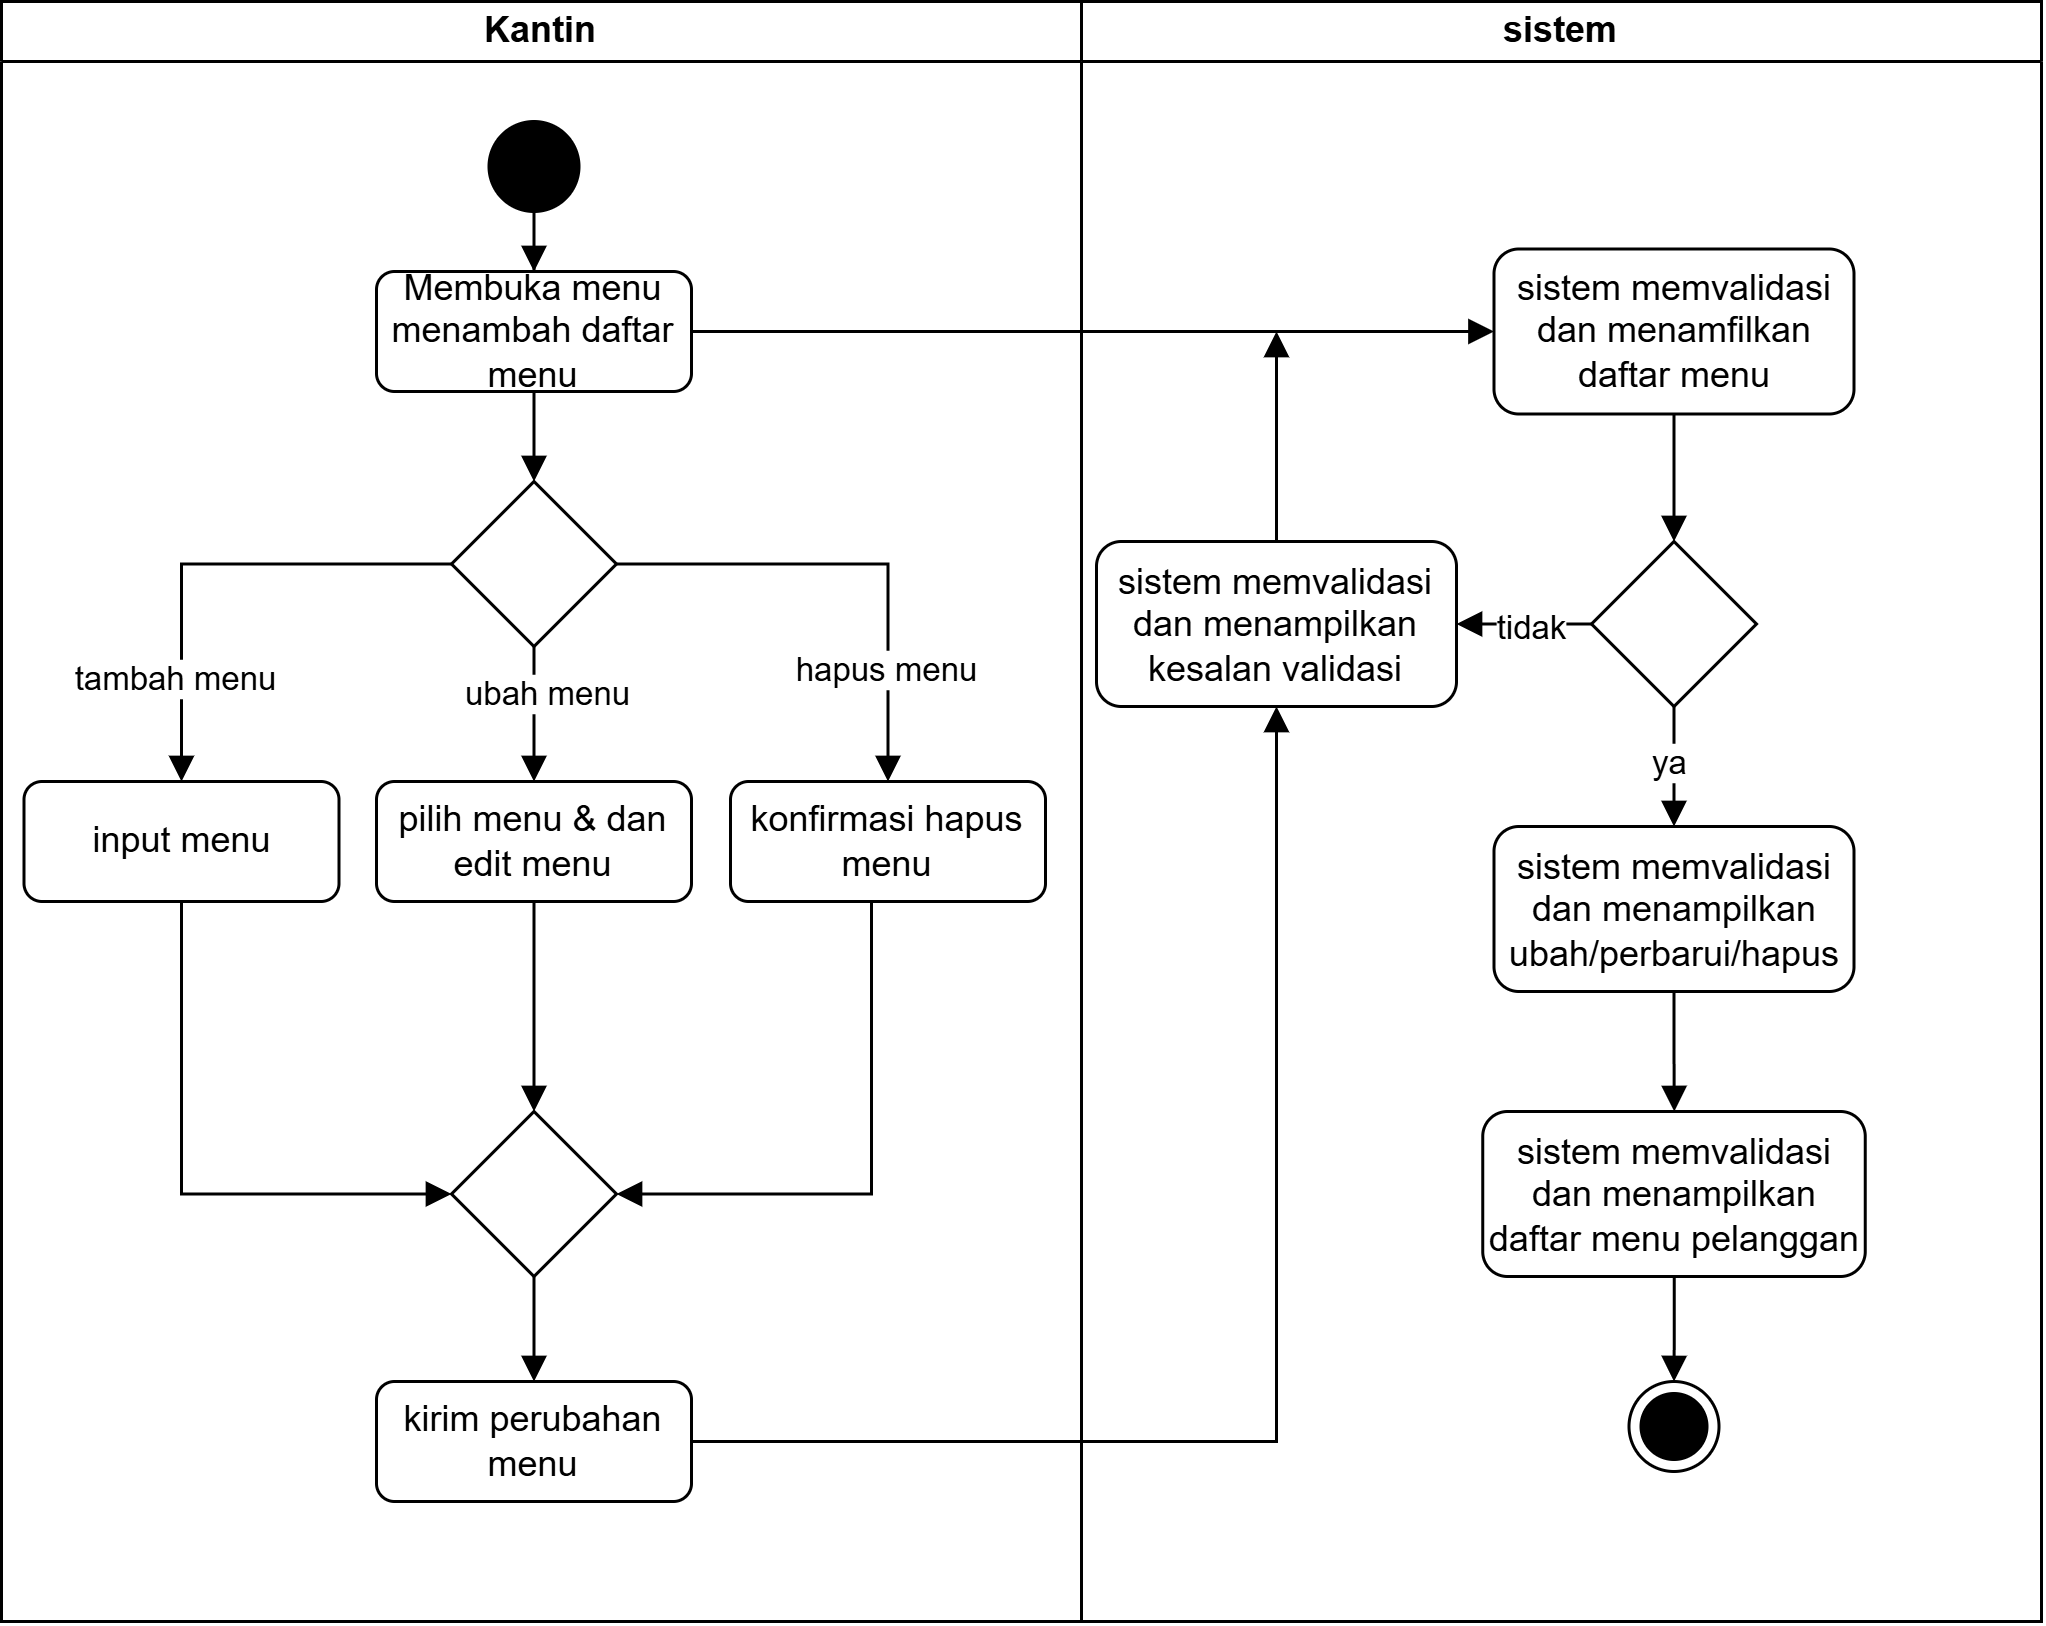 Kantin
sistem
Membuka menu
menambah daftar
menu
sistem memvalidasi
dan menamfilkan
daftar menu
tambah menu
ubah menu
hapus menu
sistem memvalidasi
dan menampilkan
kesalan validasi
tidak
ya
input menu
pilih menu & dan
edit menu
konfirmasi hapus
menu
sistem memvalidasi
dan menampilkan
ubah/perbarui/hapus
sistem memvalidasi
dan menampilkan
daftar menu pelanggan
kirim perubahan
menu